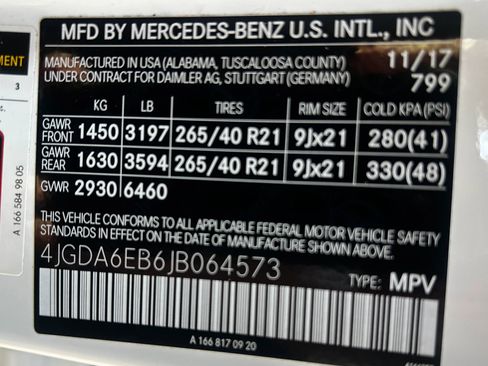 MFD BY MERCEDES-BENZ U.S. INTL., INC
MANUFACTURED IN USA (ALABAMA, TUSCALOOSA COUNTY) 11/17
UNDER CONTRACT FOR DAIMLER AG, STUTTGART (GERMANY) 799
KG LB TIRES RIM SIZE COLD KPA(PSI)
GAWR FRONT 1450 3197 265/40 R21 9Jx21 280(41)
GAWR REAR 1630 3594 265/40 R21 9Jx21 330(48)
GVWR 2930 6460
THIS VEHICLE CONFORMS TO ALL APPLICABLE FEDERAL MOTOR VEHICLE SAFETY
STANDARDS IN EFFECT ON THE DATE OF MANUFACTURE SHOWN ABOVE.
4JGDA6EB6JB064573
TYPE: MPV
A 166 817 09 20
3
A 166 584 98 05